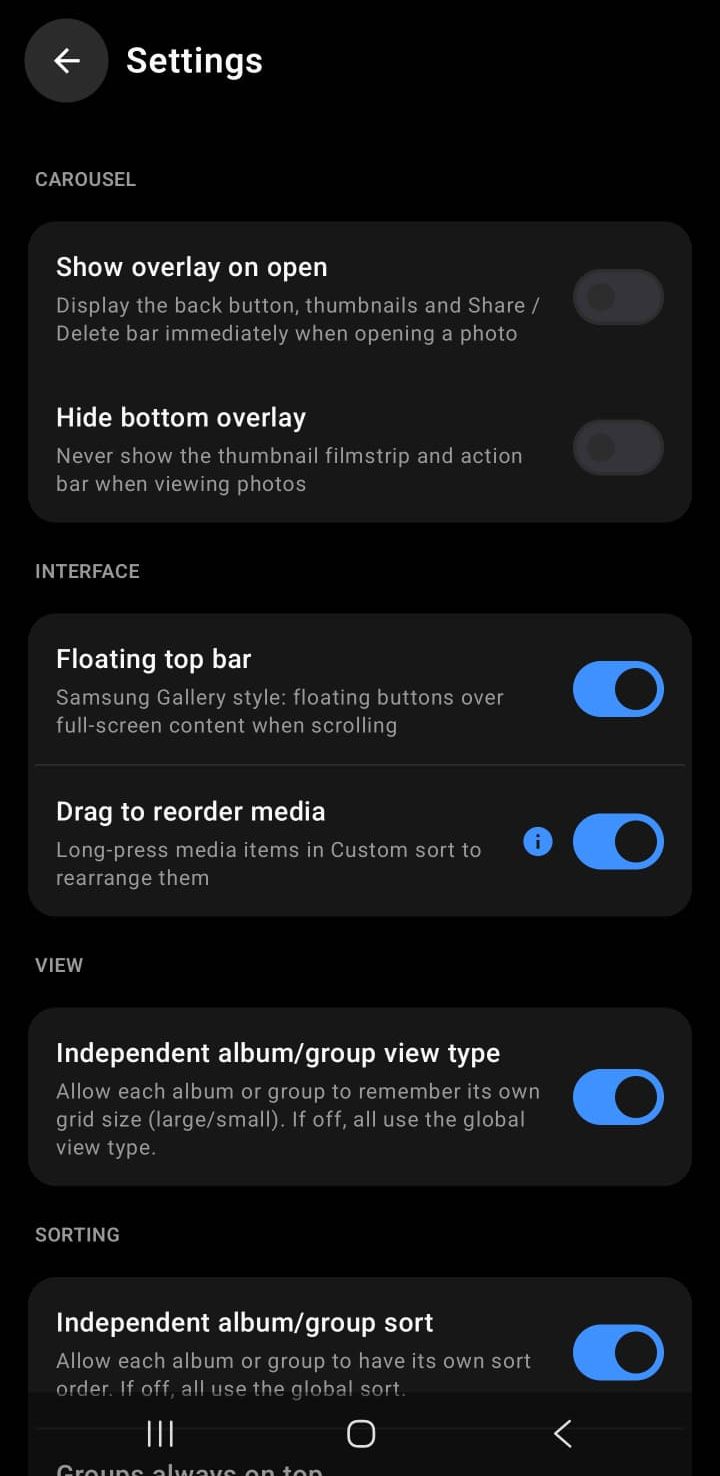 Settings
CAROUSEL
Show overlay on open
Display the back button, thumbnails and Share /
Delete bar immediately when opening a photo
Hide bottom overlay
Never show the thumbnail filmstrip and action
bar when viewing photos
INTERFACE
Floating top bar
Samsung Gallery style: floating buttons over
full-screen content when scrolling
Drag to reorder media
Long-press media items in Custom sort to
rearrange them
VIEW
Independent album/group view type
Allow each album or group to remember its own
grid size (large/small). If off, all use the global
view type.
SORTING
Independent album/group sort
Allow each album or group to have its own sort
order. If off, all use the global sort.
Groups always on top